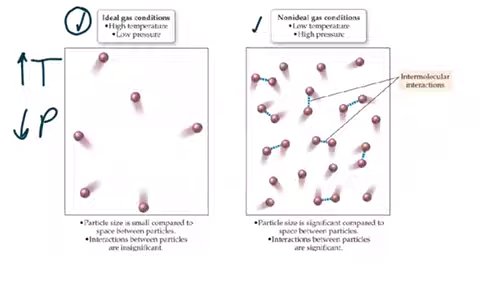 Ideal gas conditions
•High temperature
•Low pressure
Nonideal gas conditions
•Low temperature
•High pressure
↑T
↓P
Intermolecular
interactions
•Particle size is small compared to
space between particles.
•Interactions between particles
are insignificant.
•Particle size is significant compared to
space between particles.
•Interactions between particles
are significant.